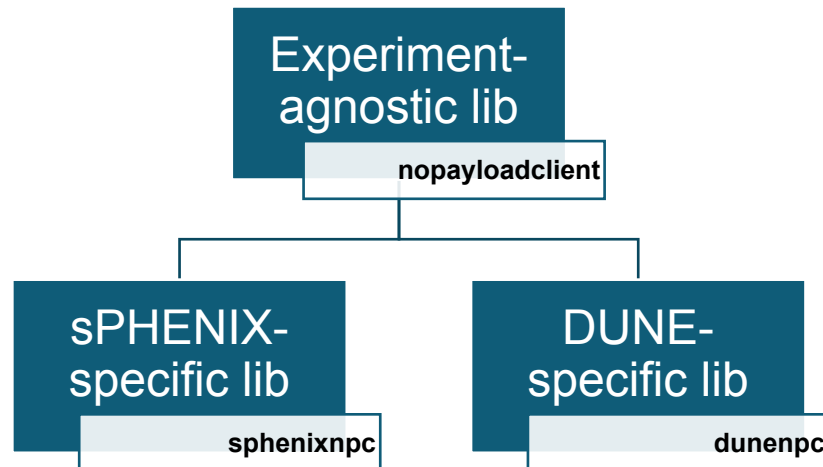 Experiment-
agnostic lib
nopayloadclient
sPHENIX-
specific lib
sphenixnpc
DUNE-
specific lib
dunenpc